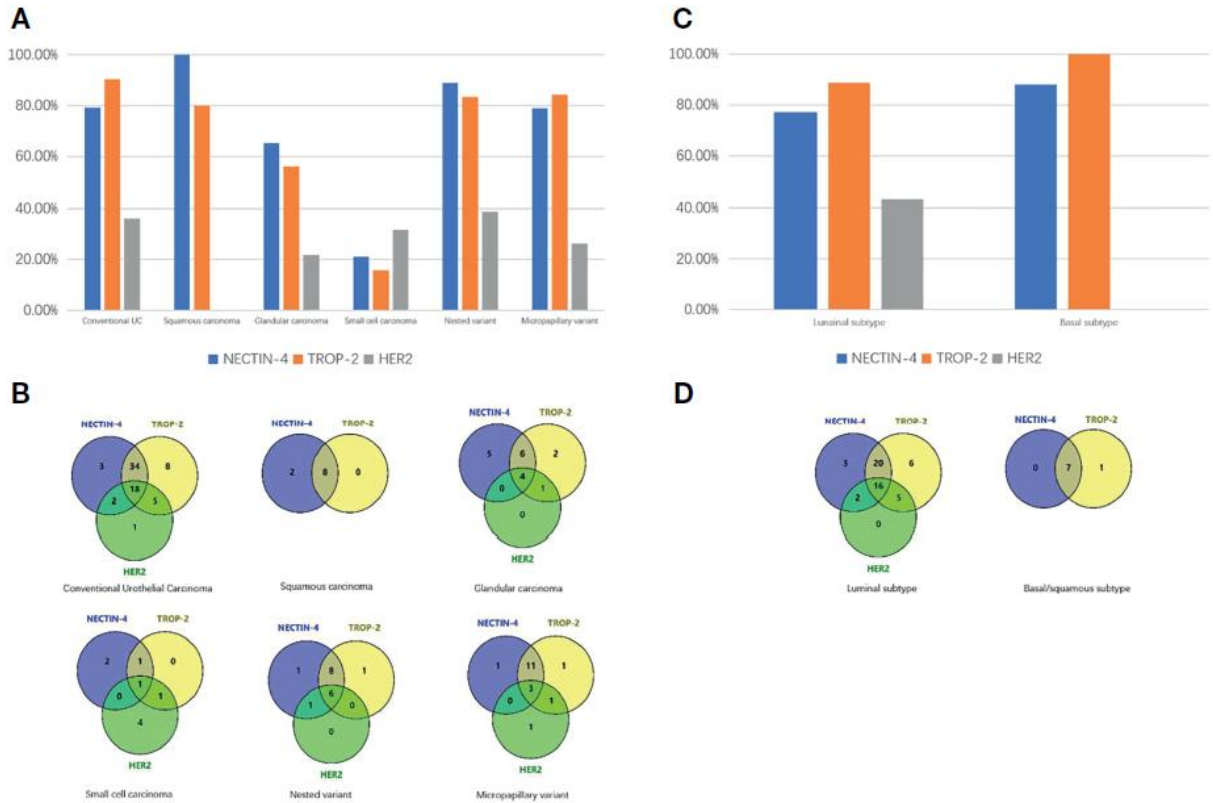 A
100.00%
80.00%
60.00%
40.00%
20.00%
0.00%
Conventional UC Squamous carcinoma Glandular carcinoma Small cell carcinoma Nested variant Micropapillary variant
NECTIN-4 TROP-2 HER2
C
100.00%
80.00%
60.00%
40.00%
20.00%
0.00%
Lunainal subtype Basal subtype
NECTIN-4 TROP-2 HER2
B
NECTIN-4 TROP-2
3 34 8
18
2 5
1
HER2
Conventional Urothelial Carcinoma
NECTIN-4 TROP-2
2 8 0
Squamous carcinoma
NECTIN-4 TROP-2
5 6 2
4
0 1
0
HER2
Glandular carcinoma
NECTIN-4 TROP-2
2 1 0
1
0 1
4
HER2
Small cell carcinoma
NECTIN-4 TROP-2
1 8 1
6
1 0
0
HER2
Nested variant
NECTIN-4 TROP-2
1 11 1
3
0 1
1
HER2
Micropapillary variant
D
NECTIN-4 TROP-2
3 20 6
16
2 5
0
HER2
Luminal subtype
NECTIN-4 TROP-2
0 7 1
Basal/squamous subtype